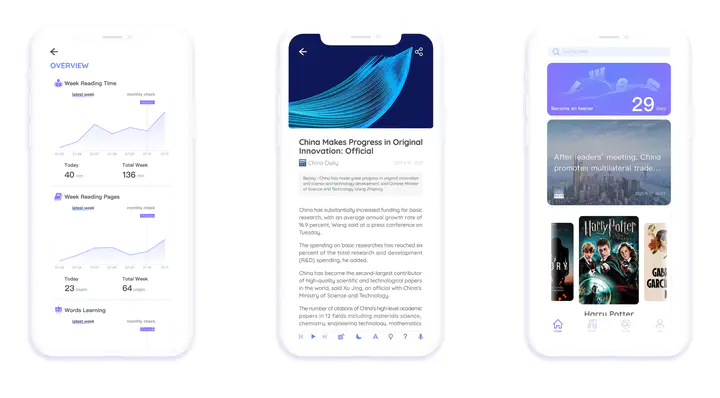 OVERVIEW
Week Reading Time
latest week
monthly check
Today
Total Week
40 min
136 min
Week Reading Pages
latest week
monthly check
Today
Total Week
23 pages
64 pages
Words Learning
latest week
monthly check
China Makes Progress in Original
Innovation: Official
China Daily
Beijing - China has made great progress in original innovation
and science and technology development, said Chinese Minister
of Science and Technology Wang Zhigang
China has substantially increased funding for basic
research, with an average annual growth rate of
16.9 percent, Wang said at a press conference on
Tuesday.
The spending on basic researches has reached six
percent of the total research and development
(R&D) spending, he added.
China has become the second-largest contributor
of high-quality scientific and technological papers
in the world, said Xu Jing, an official with China's
Ministry of Science and Technology.
The number of citations of China's high-level academic
papers in 12 fields including materials science,
chemistry, engineering technology, mathematics
A
?
Become an learner
29 days
After leaders' meeting, China
promotes multilateral trade...
HARRY POTTER
GAB
GARCI
Harry Potter